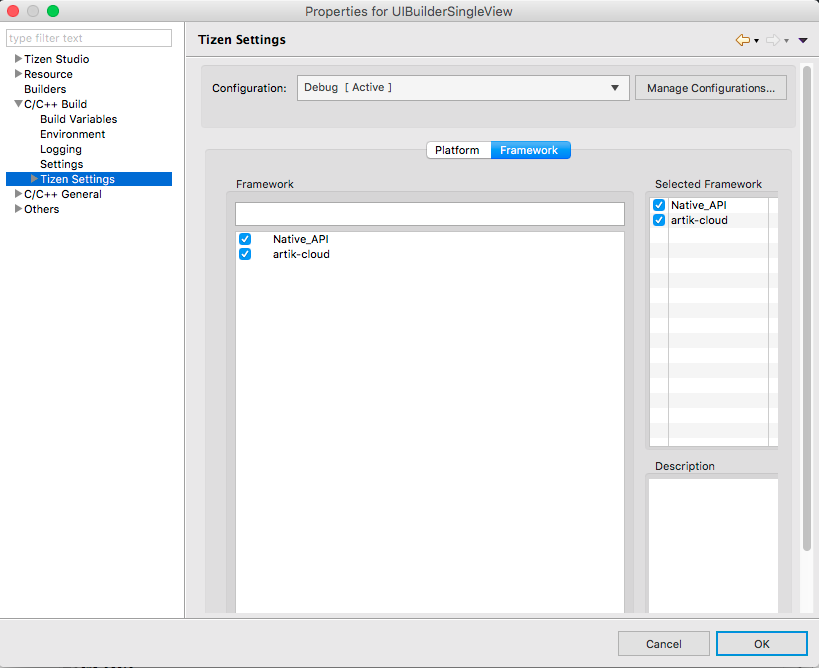 Properties for UIBuilderSingleView
type filter text
Tizen Studio
Resource
Builders
C/C++ Build
Build Variables
Environment
Logging
Settings
Tizen Settings
C/C++ General
Others
Tizen Settings
Configuration: Debug [ Active ] Manage Configurations...
Platform Framework
Framework
Native_API
artik-cloud
Selected Framework
Native_API
artik-cloud
Description
Cancel OK